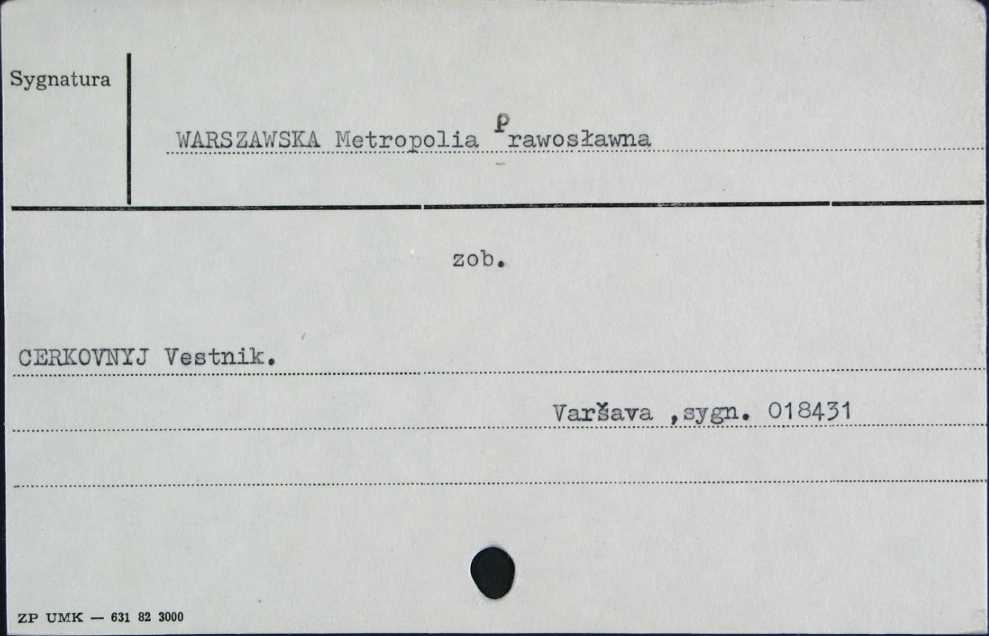 Sygnatura
WARSZAWSKA Metropolia Prawosławna
zob.
CERKOVNYJ Vestnik.
Varšava ,sygn. 018431
ZP UMK — 631 82 3000